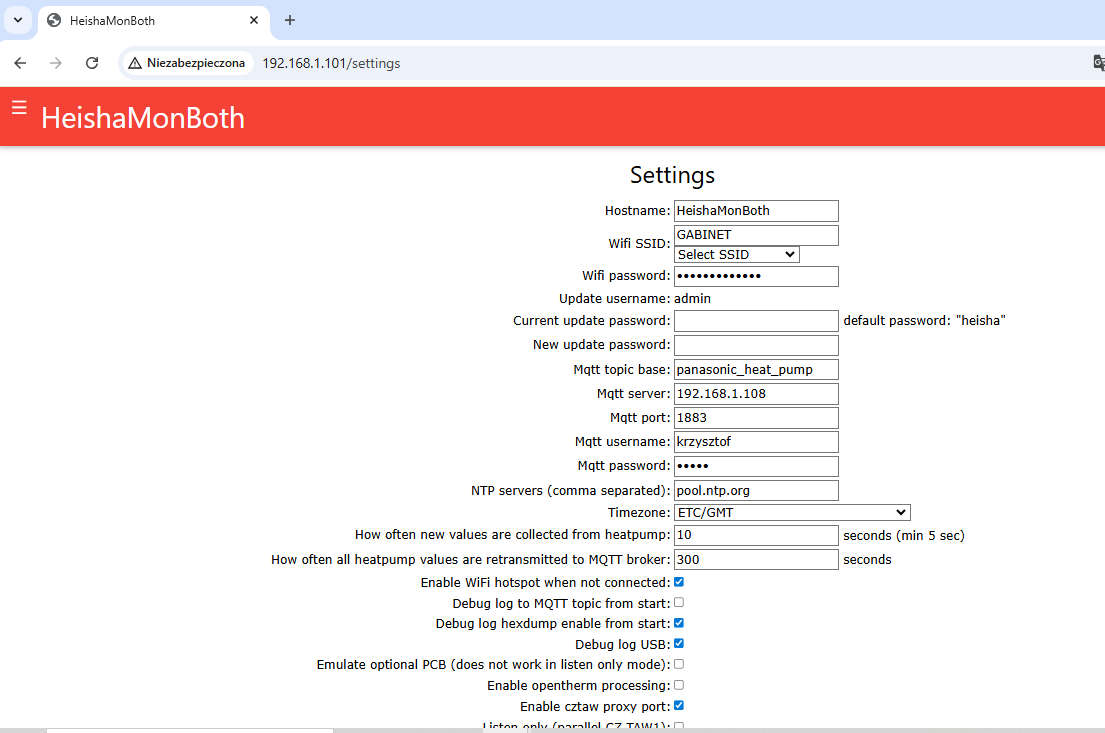 HeishaMonBoth
Niezabezpieczona 192.168.1.101/settings
HeishaMonBoth
Settings
Hostname: HeishaMonBoth
Wifi SSID: GABINET
Select SSID
Wifi password: •••••••••••••
Update username: admin
Current update password: default password: "heisha"
New update password:
Mqtt topic base: panasonic_heat_pump
Mqtt server: 192.168.1.108
Mqtt port: 1883
Mqtt username: krzysztof
Mqtt password: •••••
NTP servers (comma separated): pool.ntp.org
Timezone: ETC/GMT
How often new values are collected from heatpump: 10 seconds (min 5 sec)
How often all heatpump values are retransmitted to MQTT broker: 300 seconds
Enable WiFi hotspot when not connected:
Debug log to MQTT topic from start:
Debug log hexdump enable from start:
Debug log USB:
Emulate optional PCB (does not work in listen only mode):
Enable opentherm processing:
Enable cztaw proxy port:
Listen only (parallel CZ-TAW1):